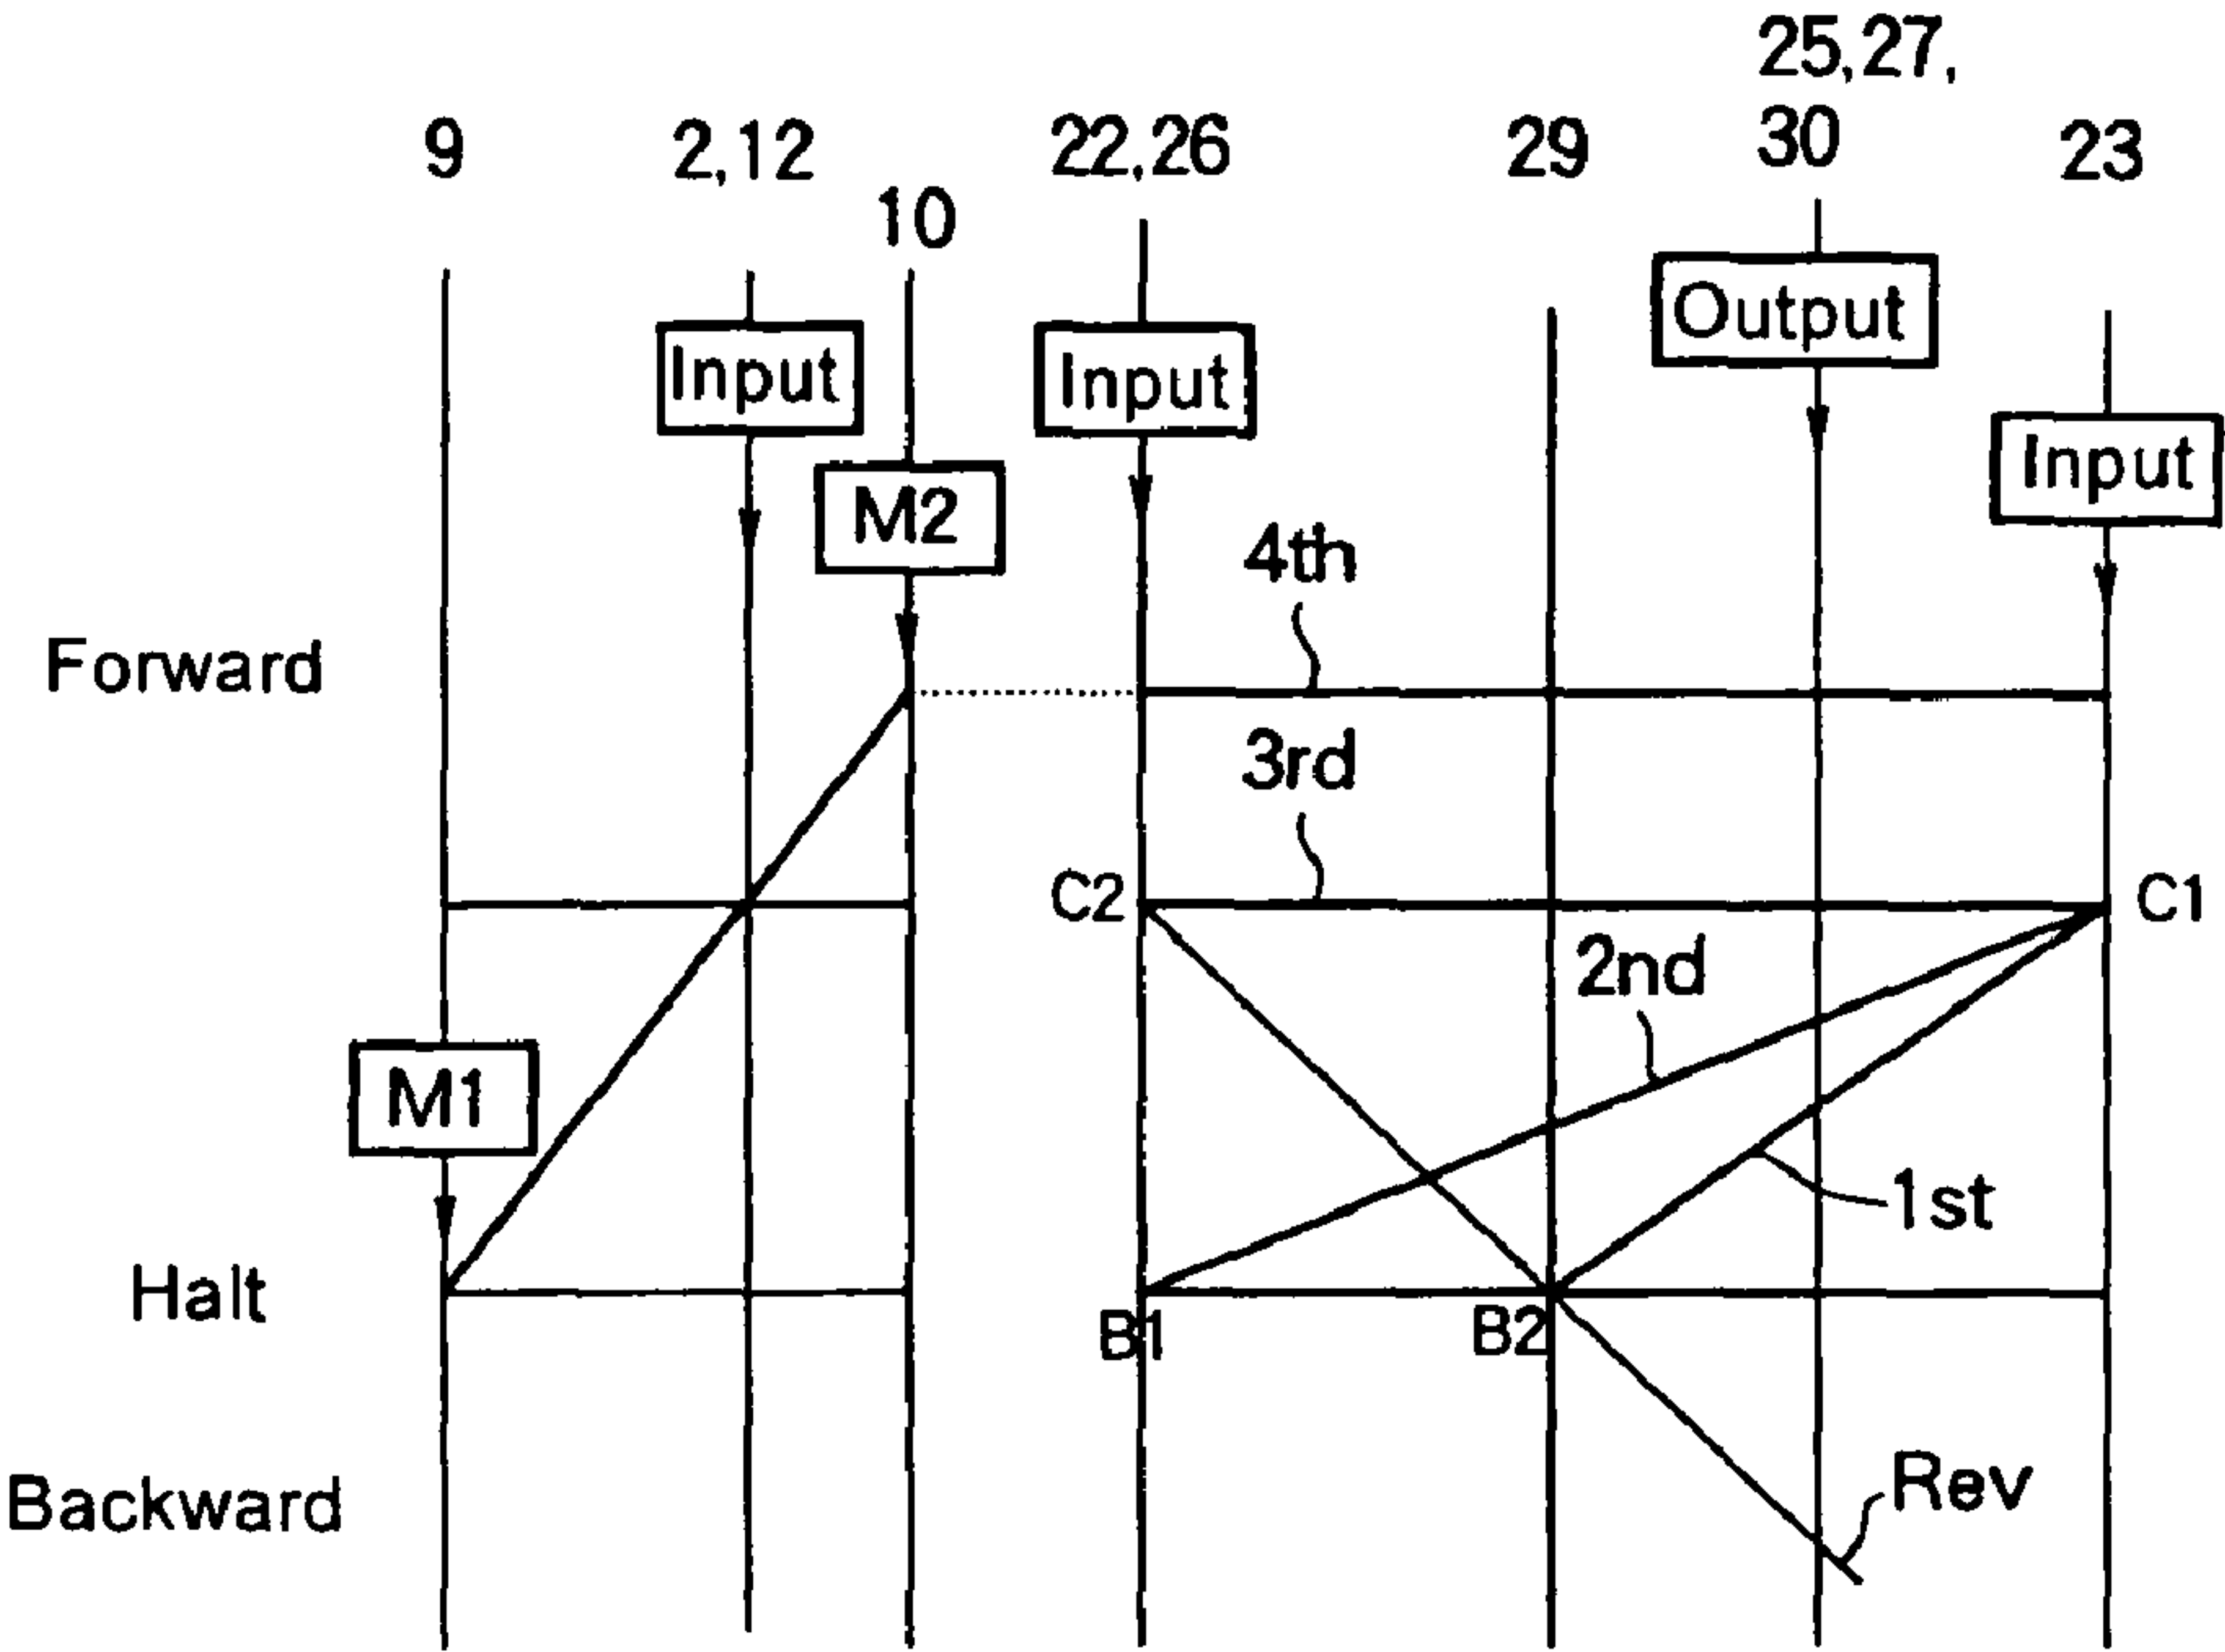 25,27,
9
2,12
22,26
29
30
23
10
Output
Input
Input
Input
M2
4th
Forward
3rd
C2
C1
2nd
M1
1st
Halt
B1
B2
Rev
Backward